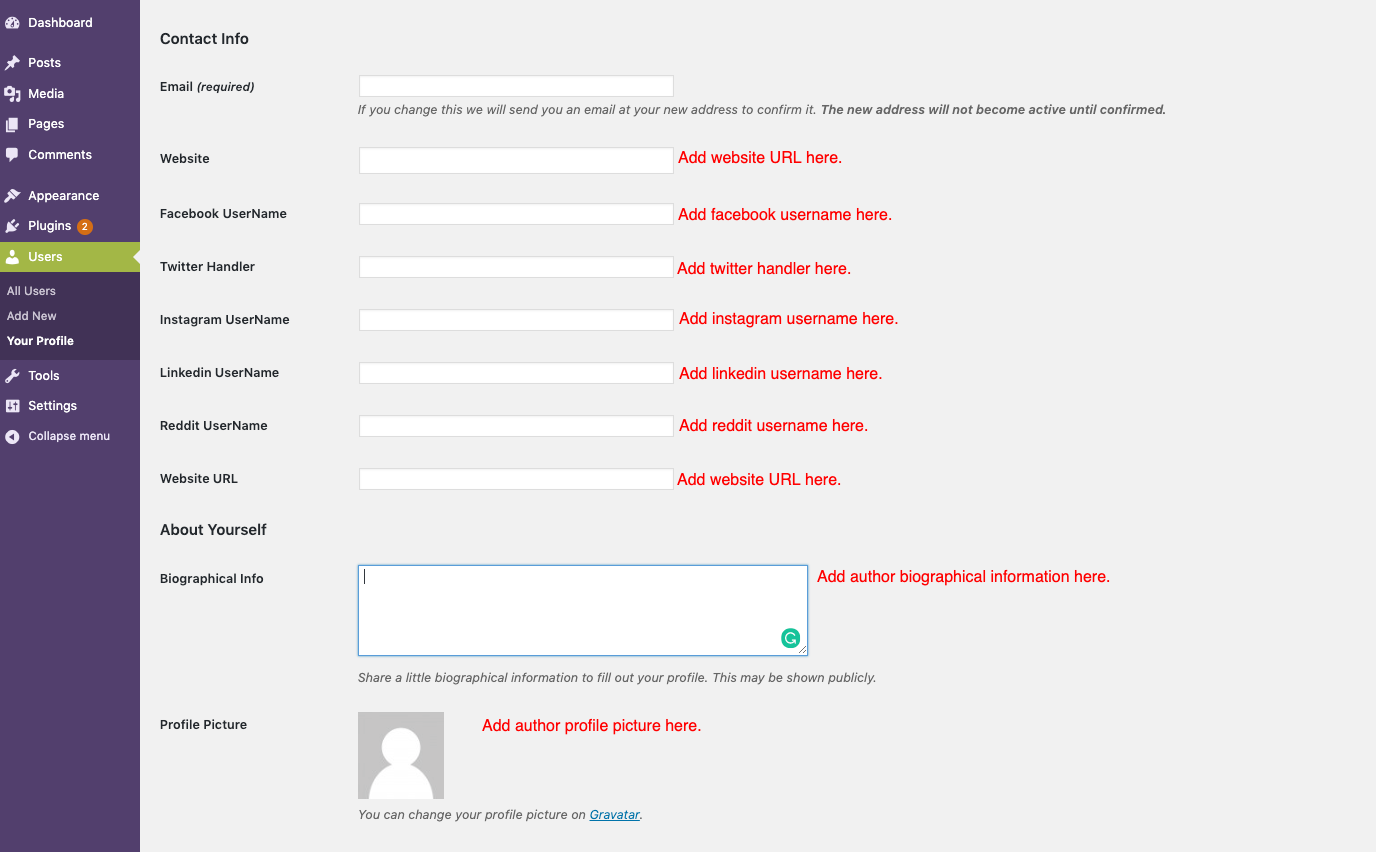 Dashboard
Posts
Media
Pages
Comments
Appearance
Plugins 2
Users
All Users
Add New
Your Profile
Tools
Settings
Collapse menu
Contact Info
Email (required)
If you change this we will send you an email at your new address to confirm it. The new address will not become active until confirmed.
Website Add website URL here.
Facebook UserName Add facebook username here.
Twitter Handler Add twitter handler here.
Instagram UserName Add instagram username here.
Linkedin UserName Add linkedin username here.
Reddit UserName Add reddit username here.
Website URL Add website URL here.
About Yourself
Biographical Info Add author biographical information here.
Share a little biographical information to fill out your profile. This may be shown publicly.
Profile Picture Add author profile picture here.
You can change your profile picture on Gravatar.